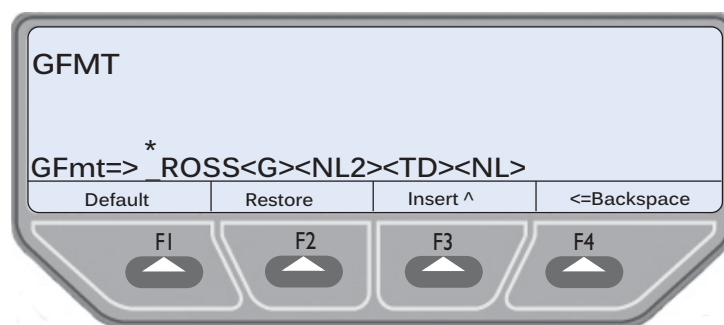 GFMT
*
GFmt=> _ROSS<G><NL2><TD><NL>
Default Restore Insert ^ <=Backspace
F1 F2 F3 F4